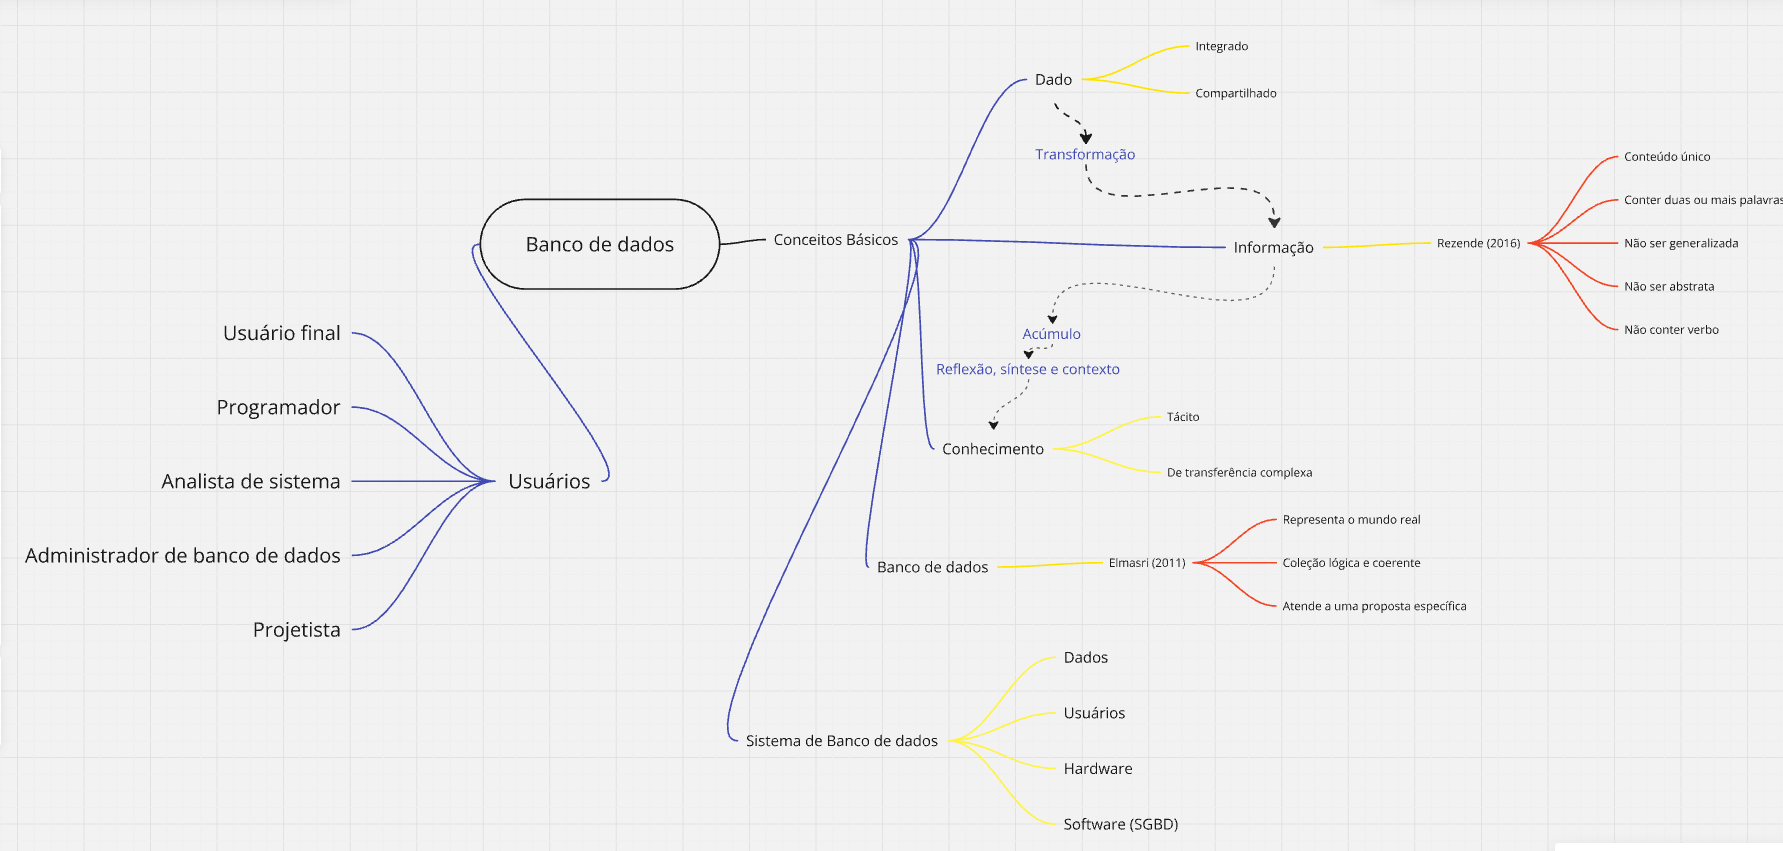 Banco de dados
Conceitos Básicos
Dado
Integrado
Compartilhado
Transformação
Informação
Rezende (2016)
Conteúdo único
Conter duas ou mais palavras
Não ser generalizada
Não ser abstrata
Não conter verbo
Acúmulo
Reflexão, síntese e contexto
Conhecimento
Tácito
De transferência complexa
Banco de dados
Elmasri (2011)
Representa o mundo real
Coleção lógica e coerente
Atende a uma proposta específica
Sistema de Banco de dados
Dados
Usuários
Hardware
Software (SGBD)
Usuários
Usuário final
Programador
Analista de sistema
Administrador de banco de dados
Projetista